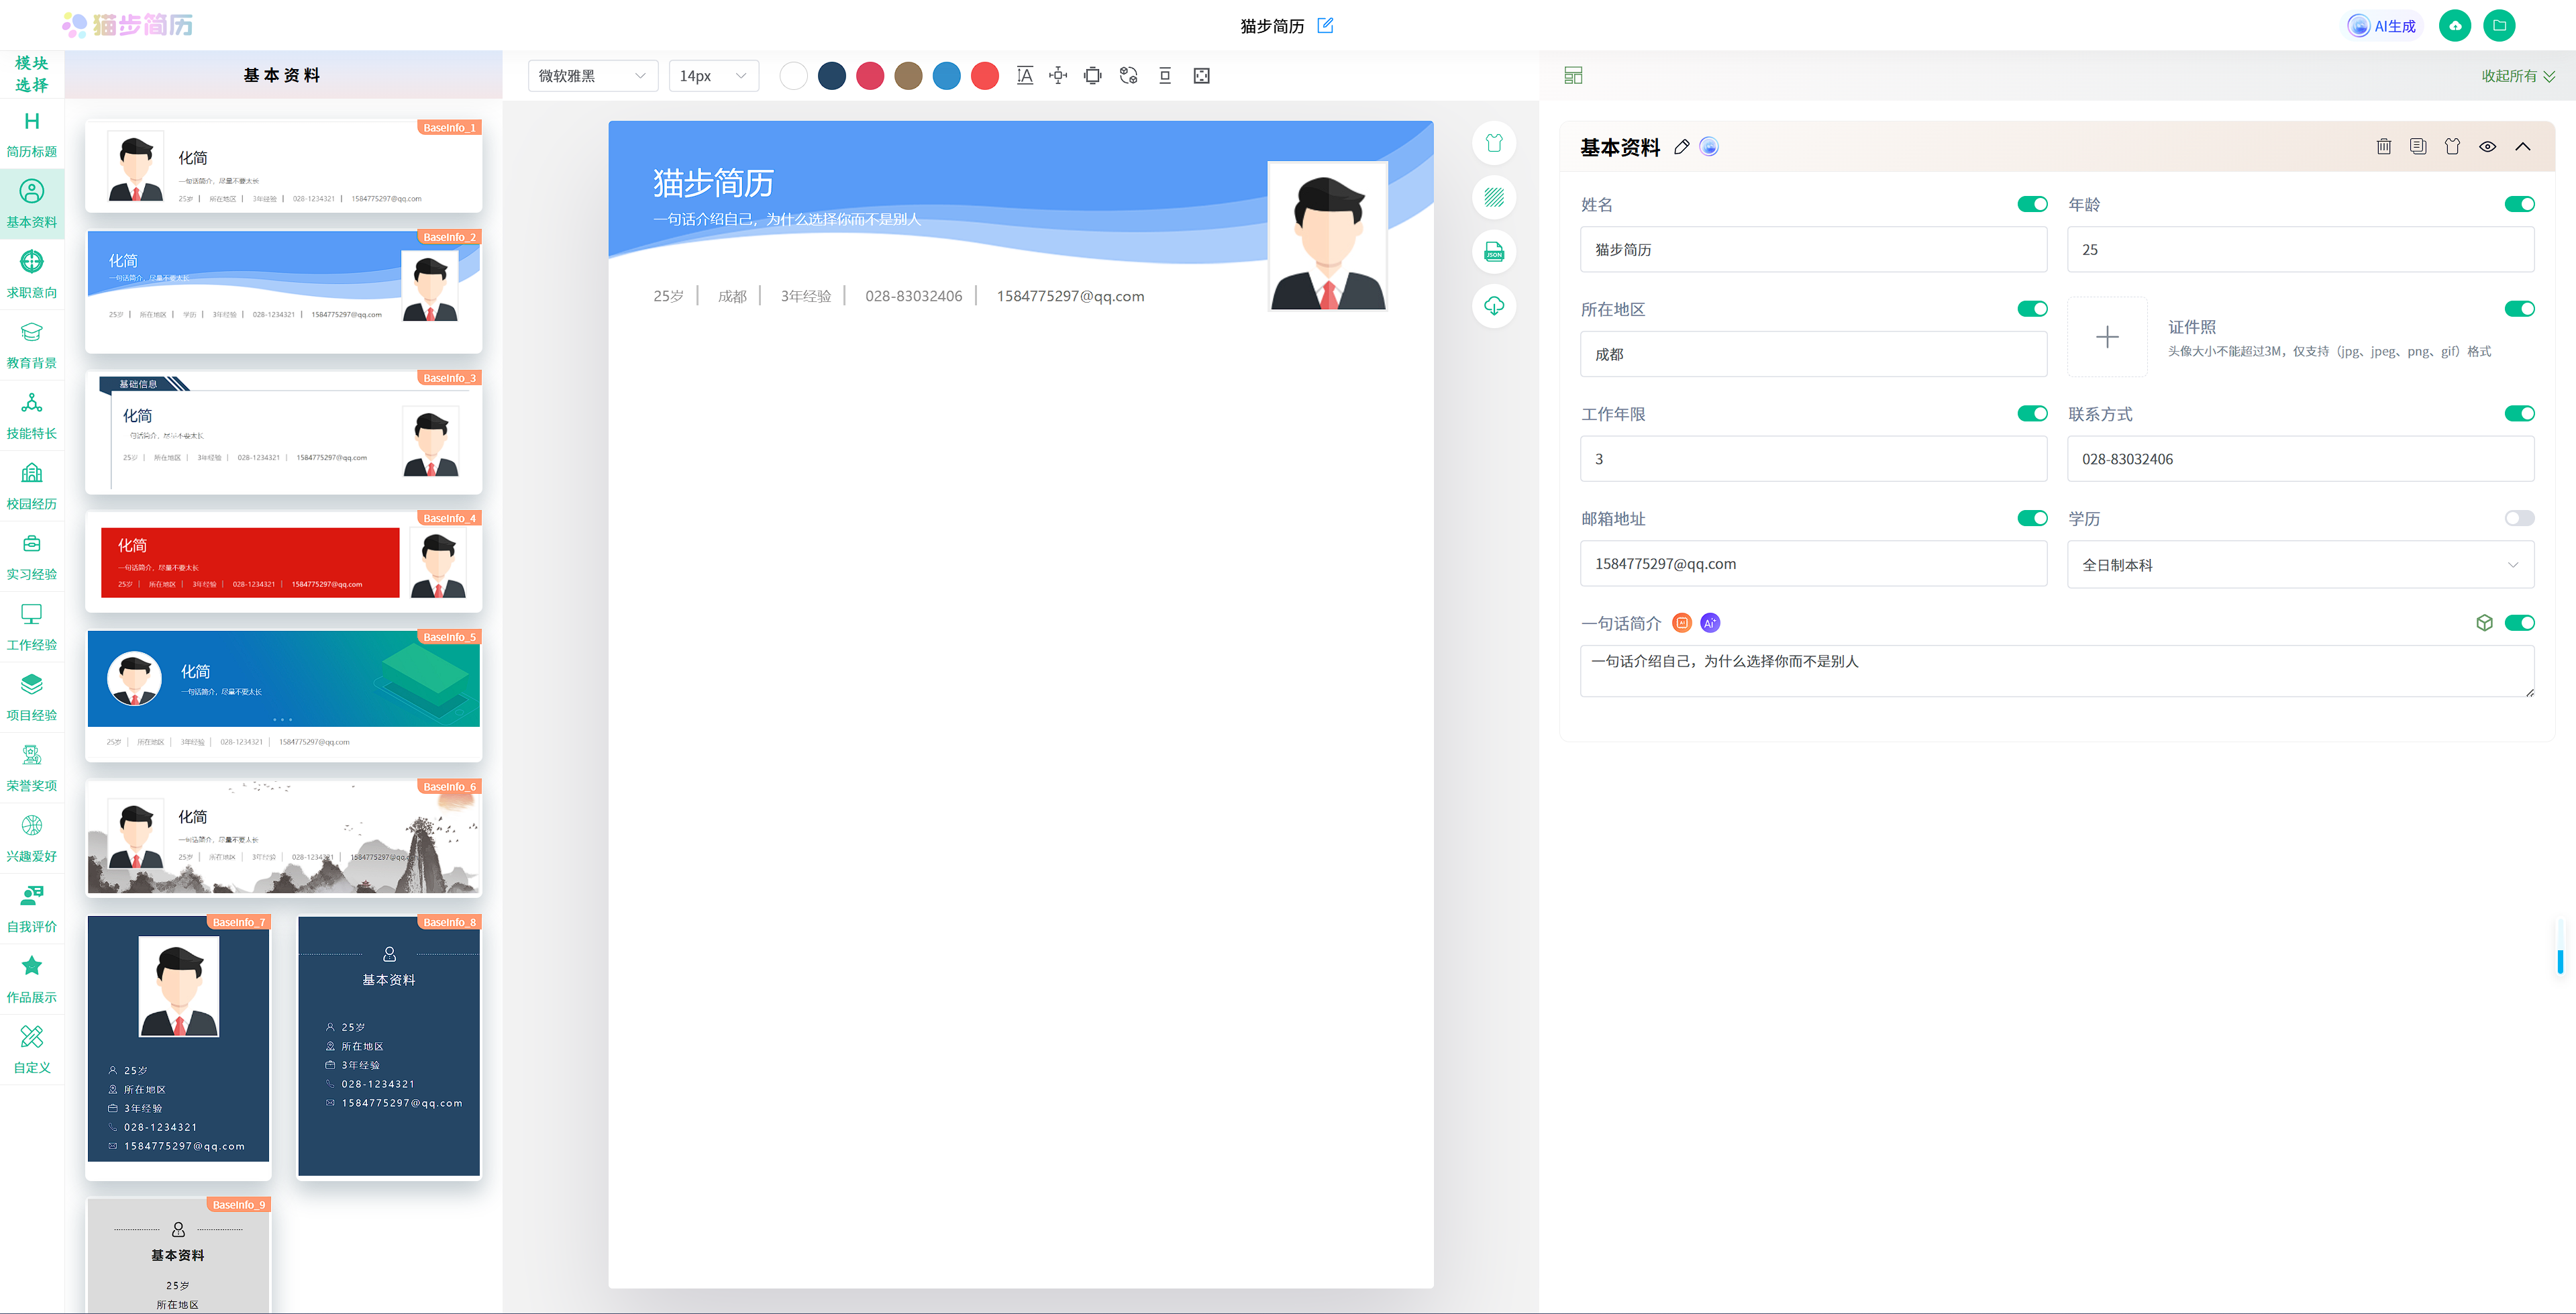 猫步简历
猫步简历
AI生成
模块
选择
简历标题
基本资料
求职意向
教育背景
技能特长
校园经历
实习经验
工作经验
项目经验
荣誉奖项
兴趣爱好
自我评价
作品展示
自定义
基本资料
BaseInfo_1
化简
一句话简介，尽量不要太长
25岁 所在地区 3年经验 028-1234321 1584775297@qq.com
BaseInfo_2
化简
一句话简介，尽量不要太长
25岁 所在地区 学历 3年经验 028-1234321 1584775297@qq.com
BaseInfo_3
基础信息
化简
一句话简介，尽量不要太长
25岁 所在地区 3年经验 028-1234321 1584775297@qq.com
BaseInfo_4
化简
一句话简介，尽量不要太长
25岁 所在地区 3年经验 028-1234321 1584775297@qq.com
BaseInfo_5
化简
一句话简介，尽量不要太长
25岁 所在地区 3年经验 028-1234321 1584775297@qq.com
BaseInfo_6
化简
一句话简介，尽量不要太长
25岁 所在地区 3年经验 028-1234321 1584775297@qq.com
BaseInfo_7
25岁
所在地区
3年经验
028-1234321
1584775297@qq.com
BaseInfo_8
基本资料
25岁
所在地区
3年经验
028-1234321
1584775297@qq.com
BaseInfo_9
基本资料
25岁
所在地区
微软雅黑
14px
猫步简历
一句话介绍自己，为什么选择你而不是别人
25岁 成都 3年经验 028-83032406 1584775297@qq.com
JSON
收起所有
基本资料
姓名
猫步简历
年龄
25
所在地区
成都
证件照
头像大小不能超过3M，仅支持（jpg、jpeg、png、gif）格式
工作年限
3
联系方式
028-83032406
邮箱地址
1584775297@qq.com
学历
全日制本科
一句话简介
Ai
一句话介绍自己，为什么选择你而不是别人